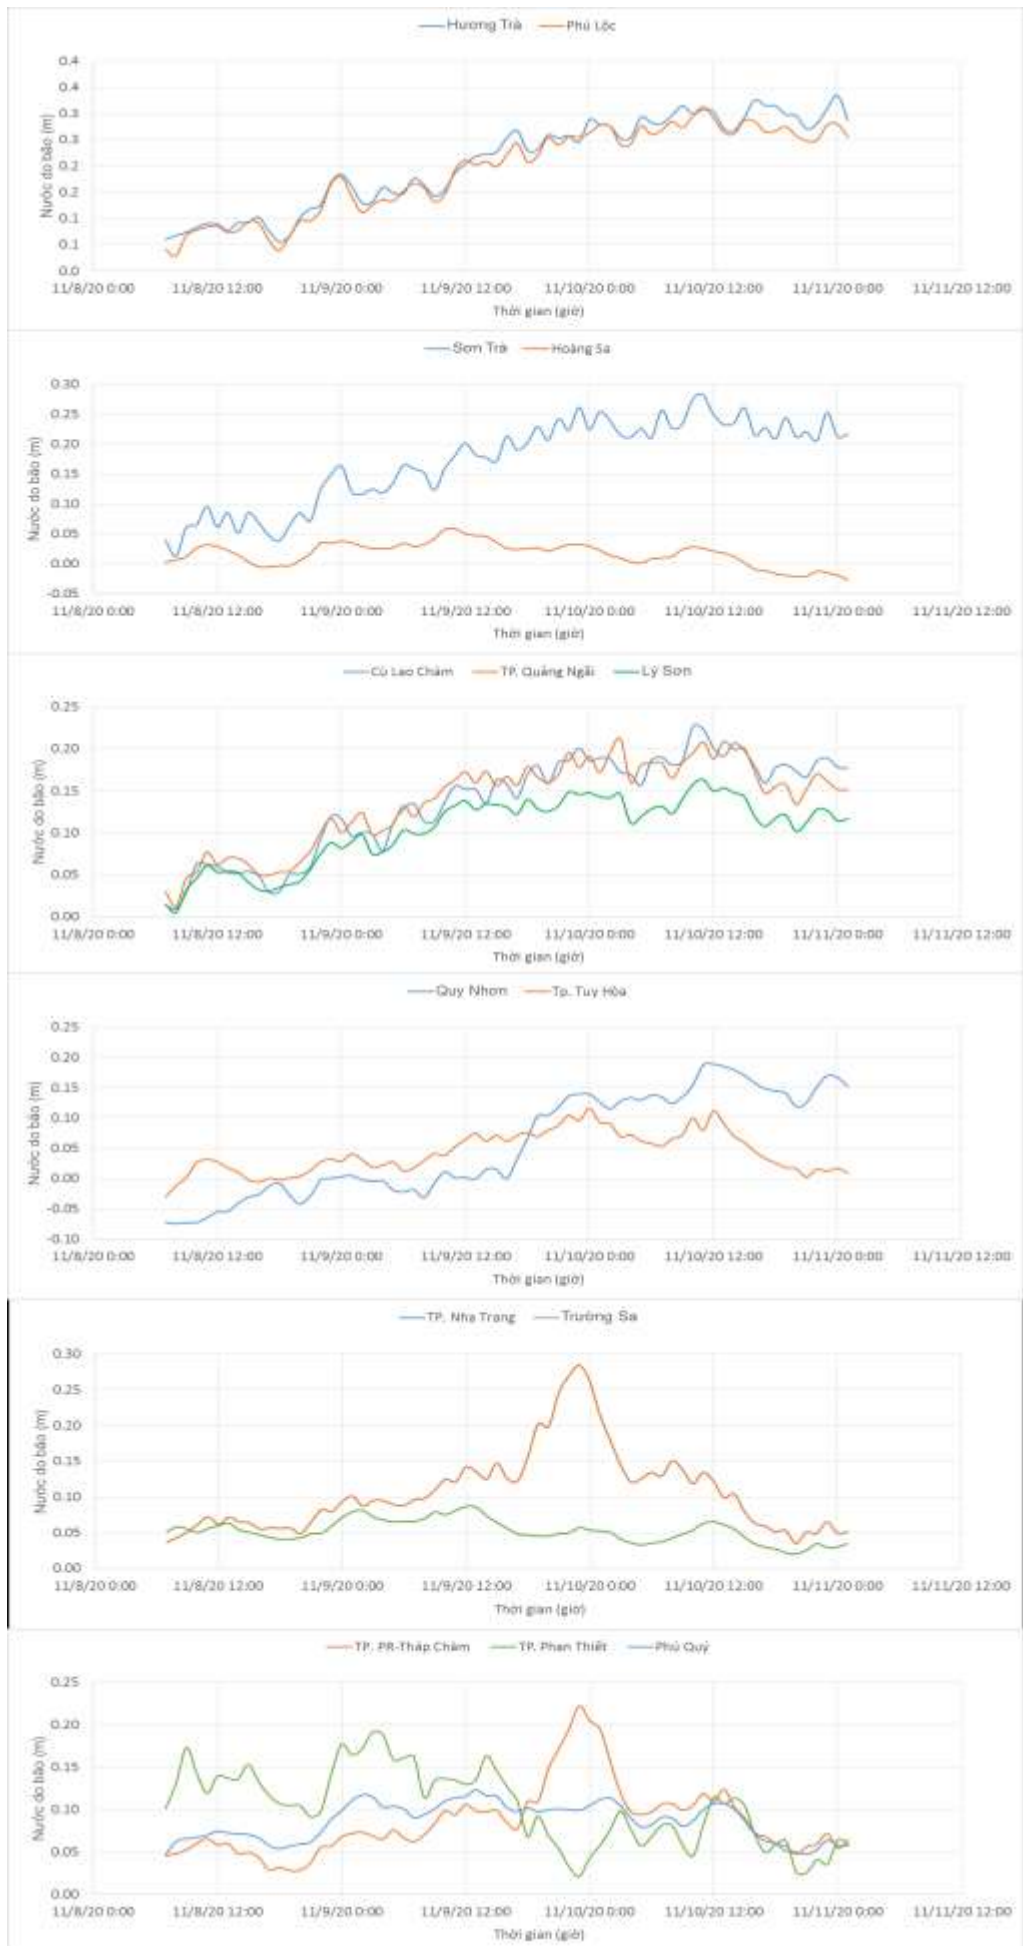 Hương Trà Phú Lộc
Nước do bão (m)
0.4
0.4
0.3
0.3
0.2
0.2
0.1
0.1
0.0
11/8/20 0:00 11/8/20 12:00 11/9/20 0:00 11/9/20 12:00 11/10/20 0:00 11/10/20 12:00 11/11/20 0:00 11/11/20 12:00
Thời gian (giờ)
Sơn Trà Hoàng Sa
Nước do bão (m)
0.30
0.25
0.20
0.15
0.10
0.05
0.00
-0.05
11/8/20 0:00 11/8/20 12:00 11/9/20 0:00 11/9/20 12:00 11/10/20 0:00 11/10/20 12:00 11/11/20 0:00 11/11/20 12:00
Thời gian (giờ)
Cù Lao Chàm TP. Quảng Ngãi Lý Sơn
Nước do bão (m)
0.25
0.20
0.15
0.10
0.05
0.00
11/8/20 0:00 11/8/20 12:00 11/9/20 0:00 11/9/20 12:00 11/10/20 0:00 11/10/20 12:00 11/11/20 0:00 11/11/20 12:00
Thời gian (giờ)
Quy Nhơn Tp. Tuy Hòa
Nước do bão (m)
0.25
0.20
0.15
0.10
0.05
0.00
-0.05
-0.10
11/8/20 0:00 11/8/20 12:00 11/9/20 0:00 11/9/20 12:00 11/10/20 0:00 11/10/20 12:00 11/11/20 0:00 11/11/20 12:00
Thời gian (giờ)
TP. Nha Trang Trường Sa
Nước do bão (m)
0.30
0.25
0.20
0.15
0.10
0.05
0.00
11/8/20 0:00 11/8/20 12:00 11/9/20 0:00 11/9/20 12:00 11/10/20 0:00 11/10/20 12:00 11/11/20 0:00 11/11/20 12:00
Thời gian (giờ)
TP. PR-Tháp Chàm TP. Phan Thiết Phú Quý
Nước do bão (m)
0.25
0.20
0.15
0.10
0.05
0.00
11/8/20 0:00 11/8/20 12:00 11/9/20 0:00 11/9/20 12:00 11/10/20 0:00 11/10/20 12:00 11/11/20 0:00 11/11/20 12:00
Thời gian (giờ)